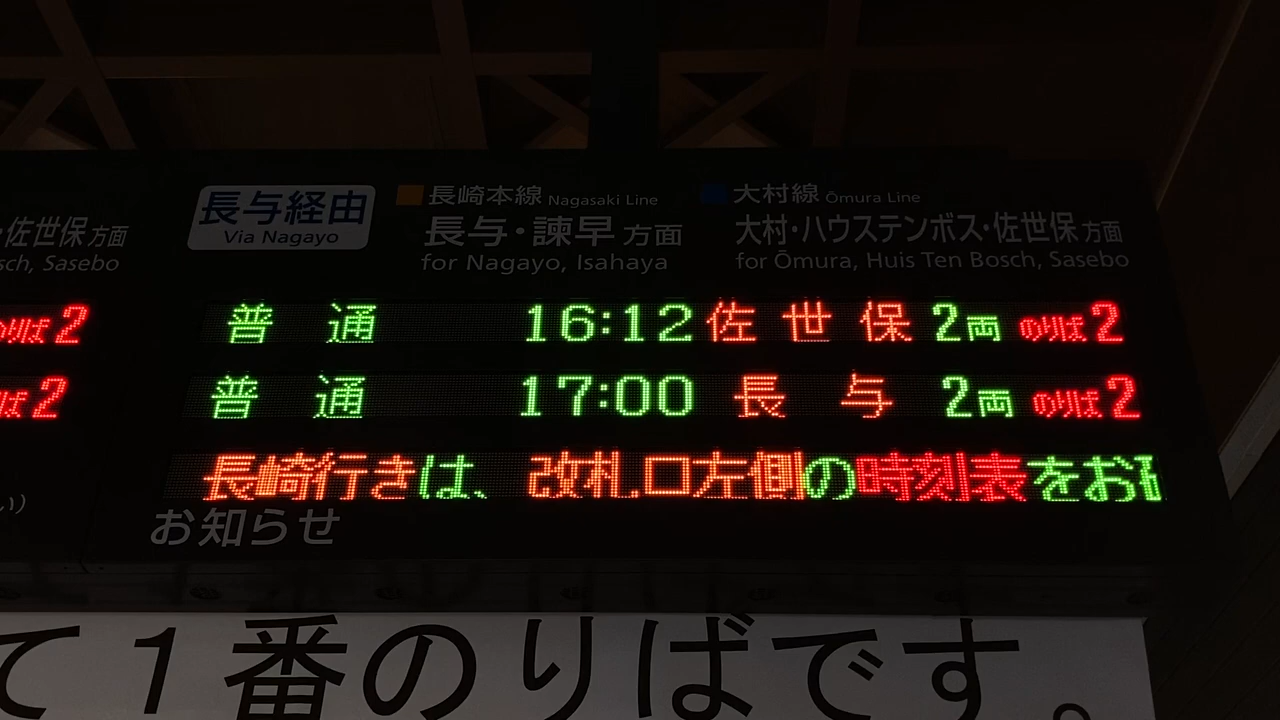 ・佐世保方面
sch, Sasebo
のりば2
のりば2
い)
長与経由
Via Nagayo
長崎本線 Nagasaki Line
長与・諫早方面
for Nagayo, Isahaya
大村線 Ōmura Line
大村・ハウステンボス・佐世保方面
for Ōmura, Huis Ten Bosch, Sasebo
普通 16:12 佐世保 2両 のりば2
普通 17:00 長与 2両 のりば2
長崎行きは、 改札口左側の時刻表をお
お知らせ
て1番のりばです。